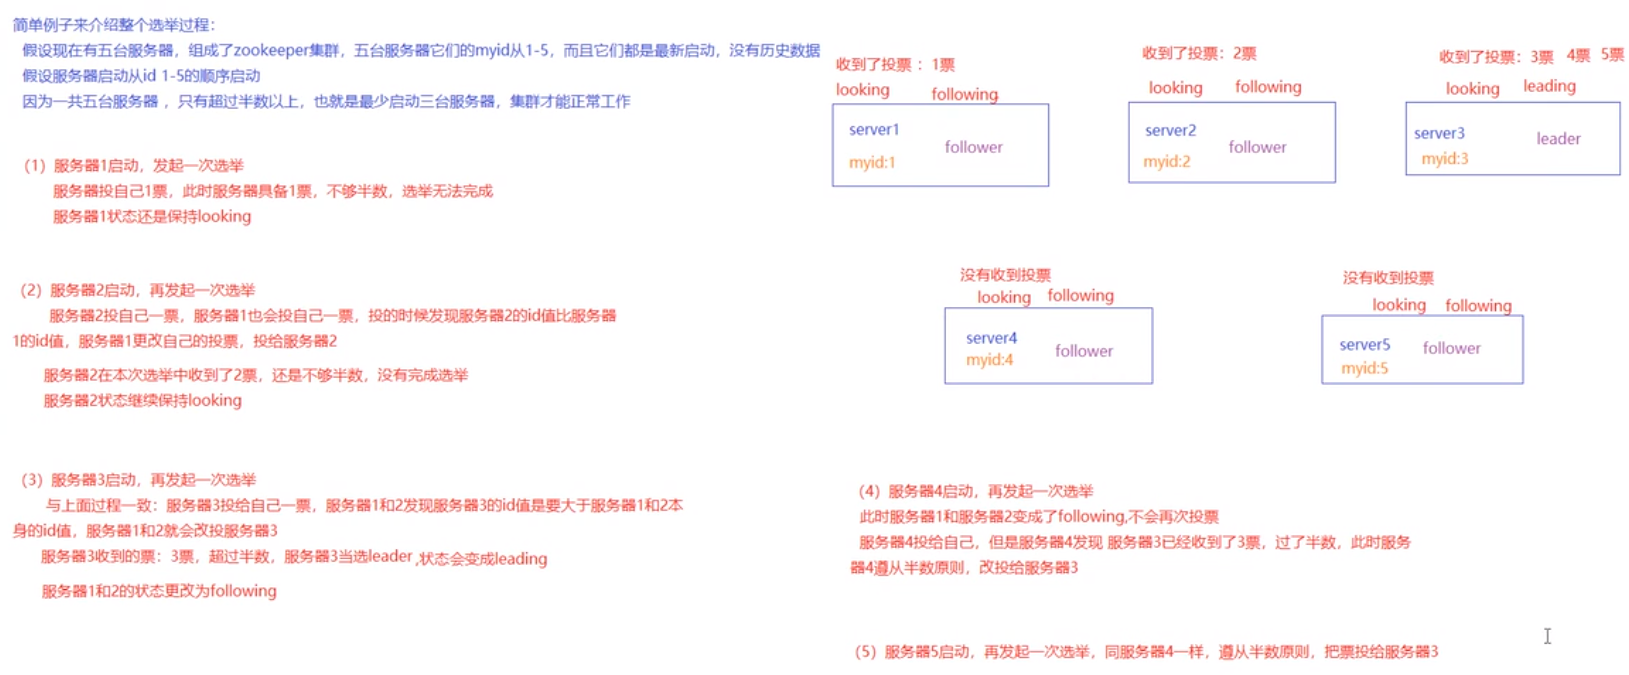 简单例子来介绍整个选举过程：
假设现在有五台服务器，组成了zookeeper集群，五台服务器它们的myid从1-5，而且它们都是最新启动，没有历史数据
假设服务器启动从id 1-5的顺序启动
因为一共五台服务器，只有超过半数以上，也就是最少启动三台服务器，集群才能正常工作
（1）服务器1启动，发起一次选举
服务器投自己1票，此时服务器具备1票，不够半数，选举无法完成
服务器1状态还是保持looking
（2）服务器2启动，再发起一次选举
服务器2投自己一票，服务器1也会投自己一票，投的时候发现服务器2的id值比服务器
1的id值，服务器1更改自己的投票，投给服务器2
服务器2在本次选举中收到了2票，还是不够半数，没有完成选举
服务器2状态继续保持looking
（3）服务器3启动，再发起一次选举
与上面过程一致：服务器3投给自己一票，服务器1和2发现服务器3的id值是要大于服务器1和2本
身的id值，服务器1和2就会改投服务器3
服务器3收到的票：3票，超过半数，服务器3当选leader,状态会变成leading
服务器1和2的状态更改为following
收到了投票：1票
looking following
server1
follower
myid:1
收到了投票：2票
looking following
server2
follower
myid:2
收到了投票：3票 4票 5票
looking leading
server3
leader
myid:3
没有收到投票
looking following
server4
follower
myid:4
没有收到投票
looking following
server5
follower
myid:5
（4）服务器4启动，再发起一次选举
此时服务器1和服务器2变成了following,不会再次投票
服务器4投给自己，但是服务器4发现 服务器3已经收到了3票，过了半数，此时服务
器4遵从半数原则，改投给服务器3
（5）服务器5启动，再发起一次选举，同服务器4一样，遵从半数原则，把票投给服务器3